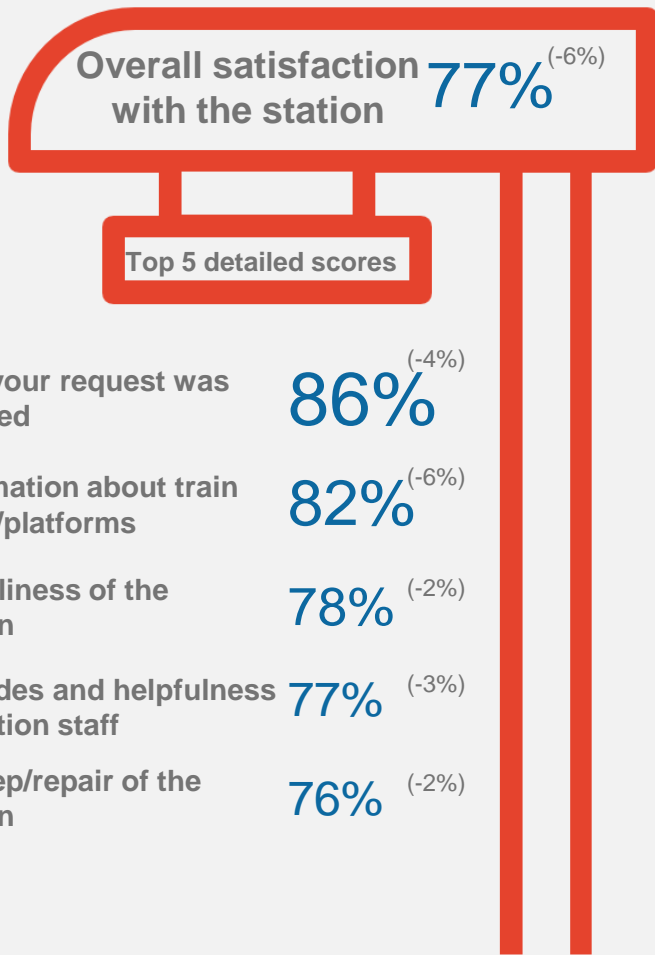 Overall satisfaction 77% (-6%)
with the station
Top 5 detailed scores
your request was 86% (-4%)
ed
mation about train 82% (-6%)
/platforms
liness of the 78% (-2%)
n
des and helpfulness 77% (-3%)
tion staff
ep/repair of the 76% (-2%)
n